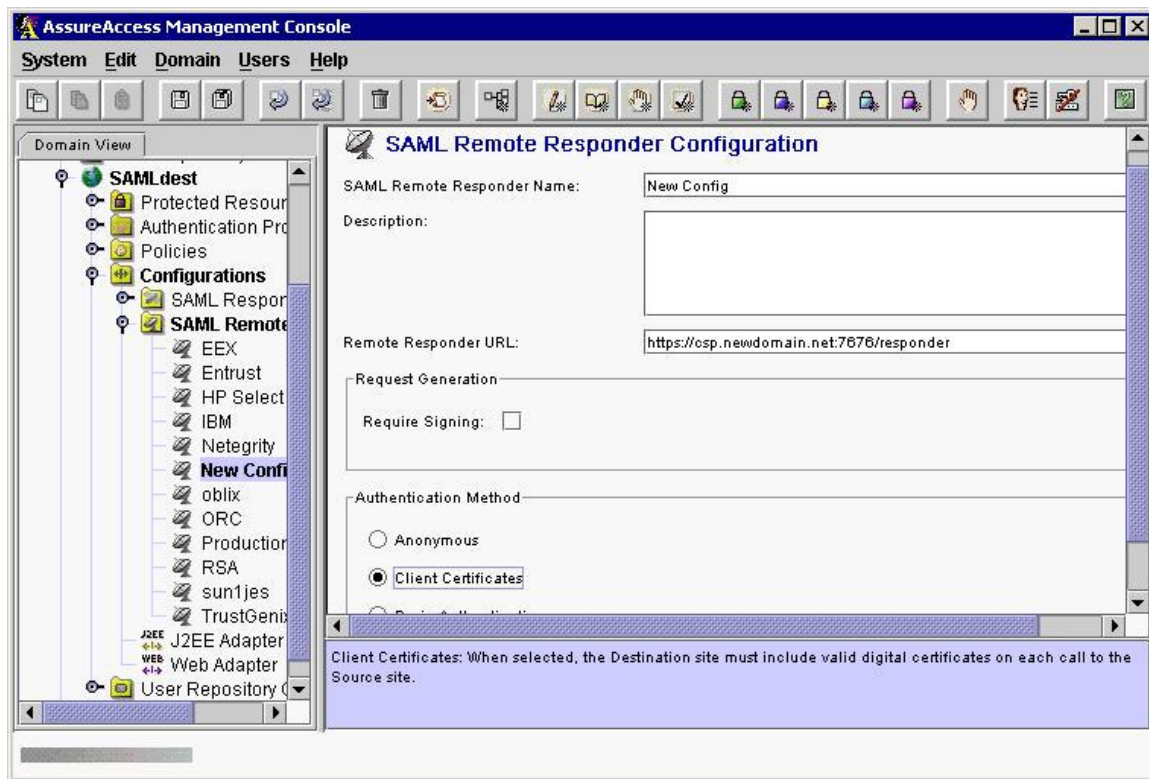 AssureAccess Management Console
System Edit Domain Users Help
Domain View
SAMLdest
Protected Resour
Authentication Pro
Policies
Configurations
SAML Respon
SAML Remote
EEX
Entrust
HP Select
IBM
Netegrity
New Confi
oblix
ORC
Production
RSA
sun1jes
TrustGenix
J2EE J2EE Adapter
WEB Web Adapter
User Repository C
SAML Remote Responder Configuration
SAML Remote Responder Name: New Config
Description:
Remote Responder URL: https://csp.newdomain.net:7676/responder
Request Generation
Require Signing:
Authentication Method
Anonymous
Client Certificates
Client Certificates: When selected, the Destination site must include valid digital certificates on each call to the
Source site.